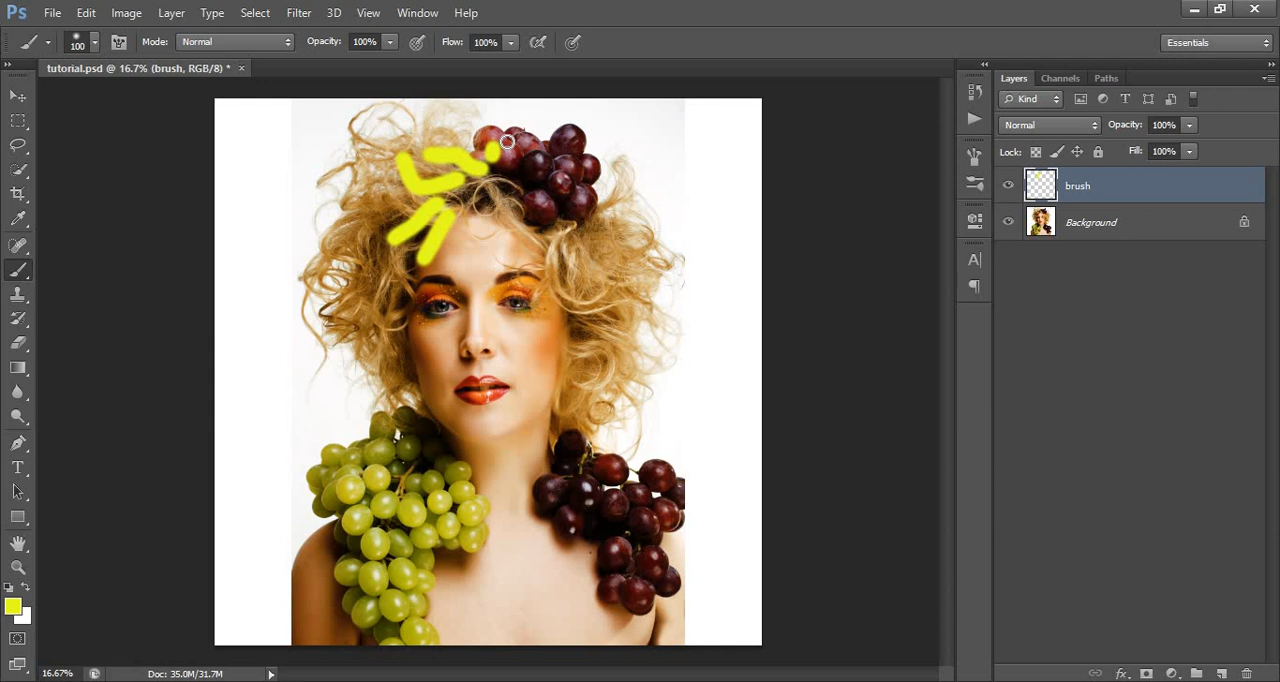 Ps File Edit Image Layer Type Select Filter 3D View Window Help
100 Mode: Normal Opacity: 100% Flow: 100% Essentials
tutorial.psd @ 16.7% (brush, RGB/8) * ×
Layers Channels Paths
Kind
Normal Opacity: 100%
Lock: Fill: 100%
brush
Background
16.67% Doc: 35.0M/31.7M